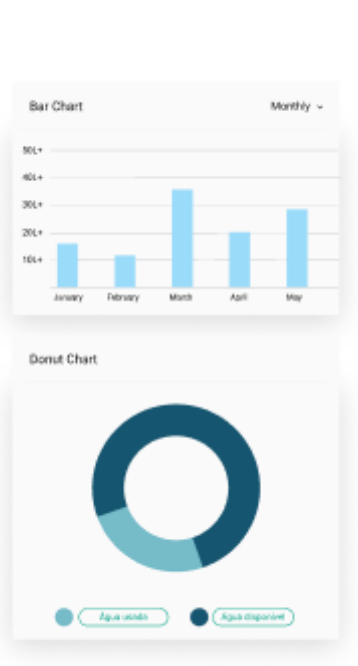 Bar Chart
Monthly
50L+
40L+
30L+
20L+
10L+
January February March April May
Donut Chart
Água usada Água disponível